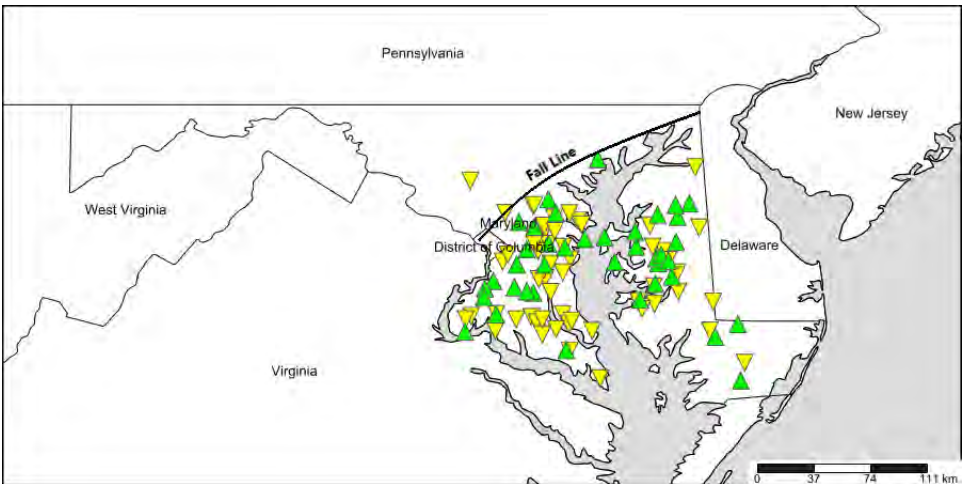 Pennsylvania
New Jersey
Fall Line
West Virginia
Maryland
District of Columbia
Delaware
Virginia
0 37 74 111 km.